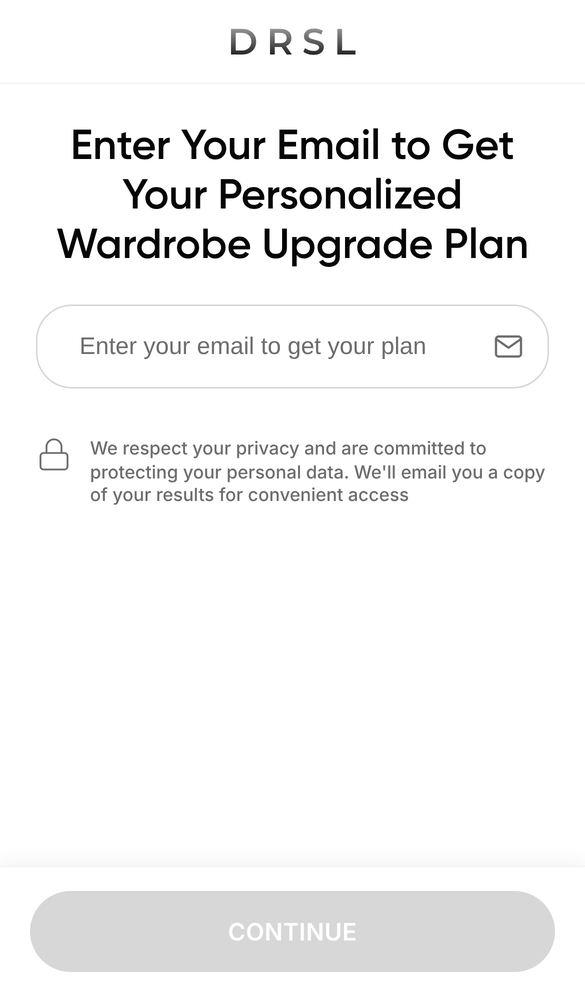 DRSL
Enter Your Email to Get
Your Personalized
Wardrobe Upgrade Plan
Enter your email to get your plan
We respect your privacy and are committed to
protecting your personal data. We'll email you a copy
of your results for convenient access
CONTINUE